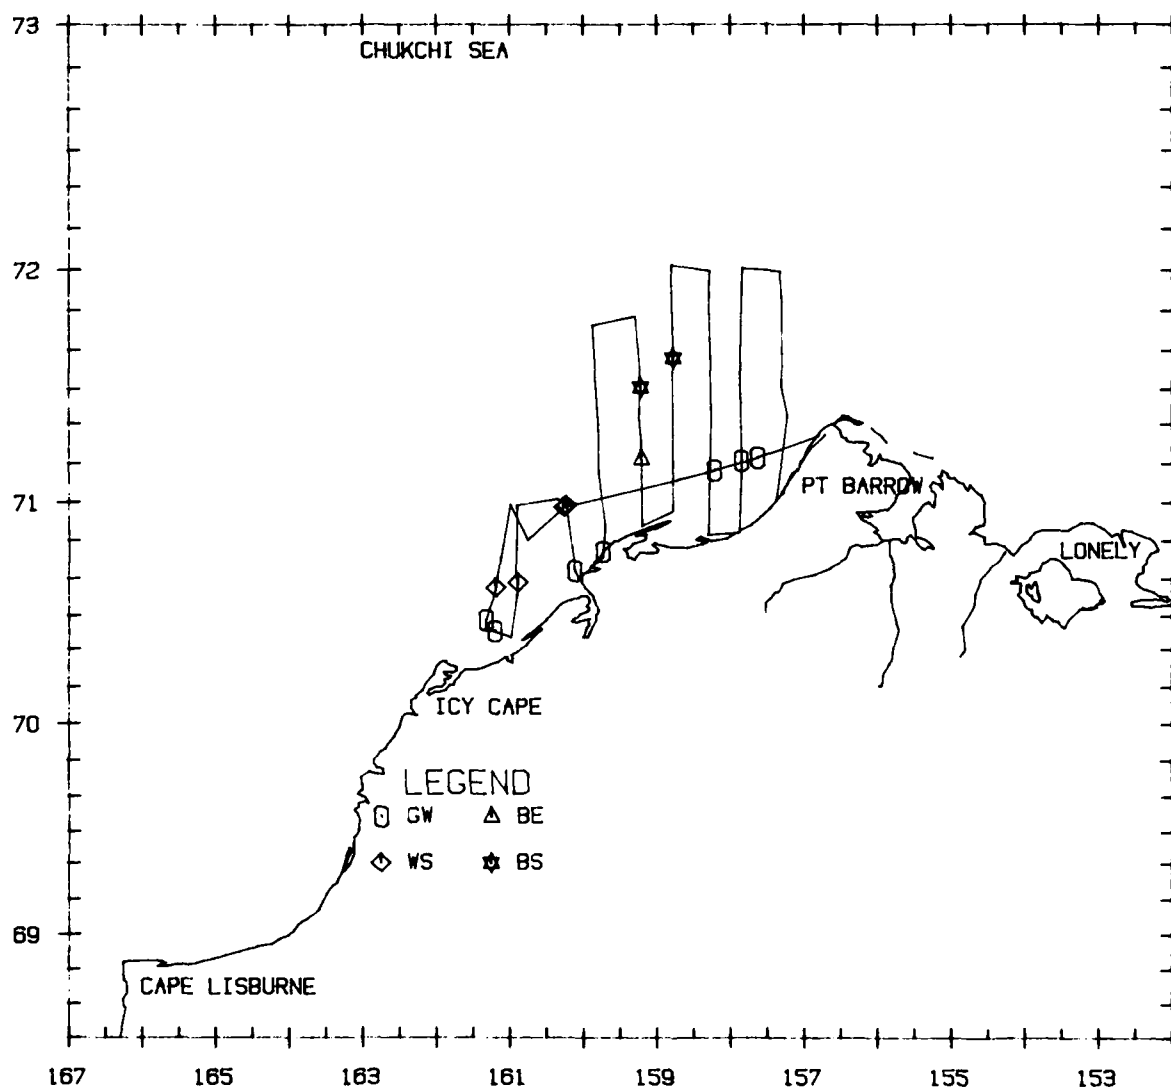 73
CHUKCHI SEA
72
71
PT BARROW
LONELY
70
ICY CAPE
LEGEND
GW BE
WS BS
69
CAPE LISBURNE
167 165 163 161 159 157 155 153